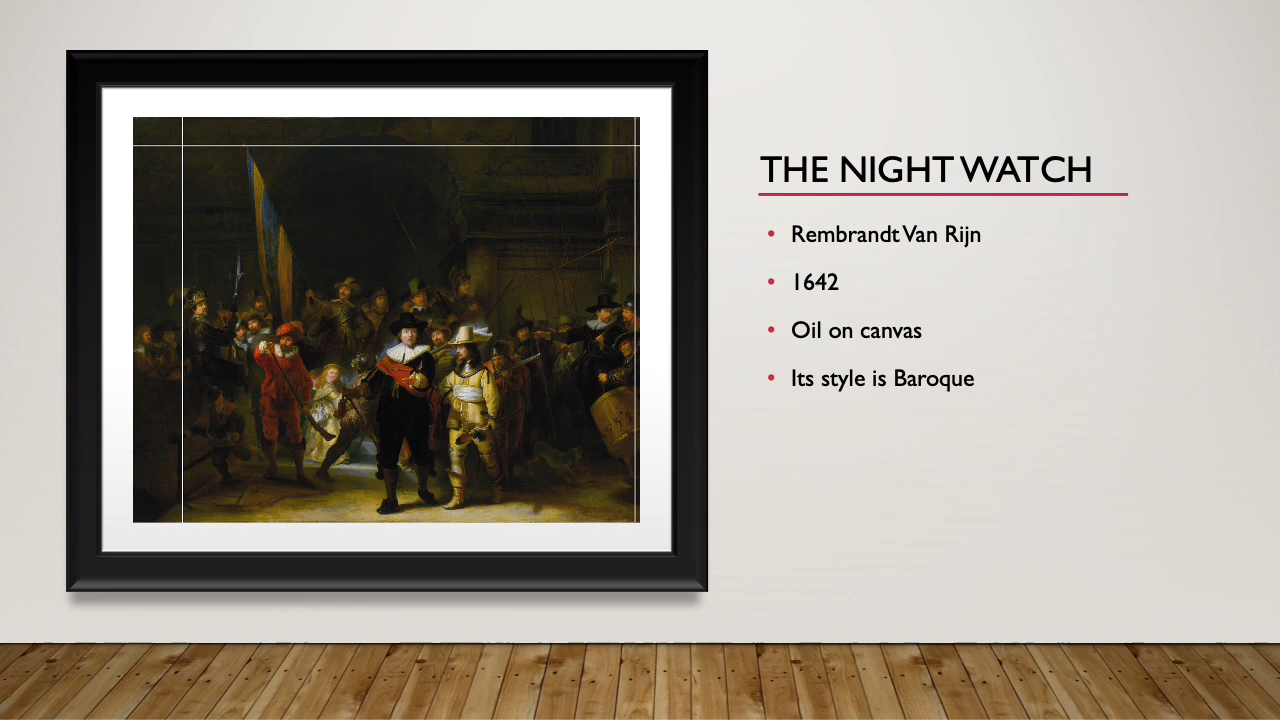 THE NIGHT WATCH
• Rembrandt Van Rijn
• 1642
• Oil on canvas
• Its style is Baroque